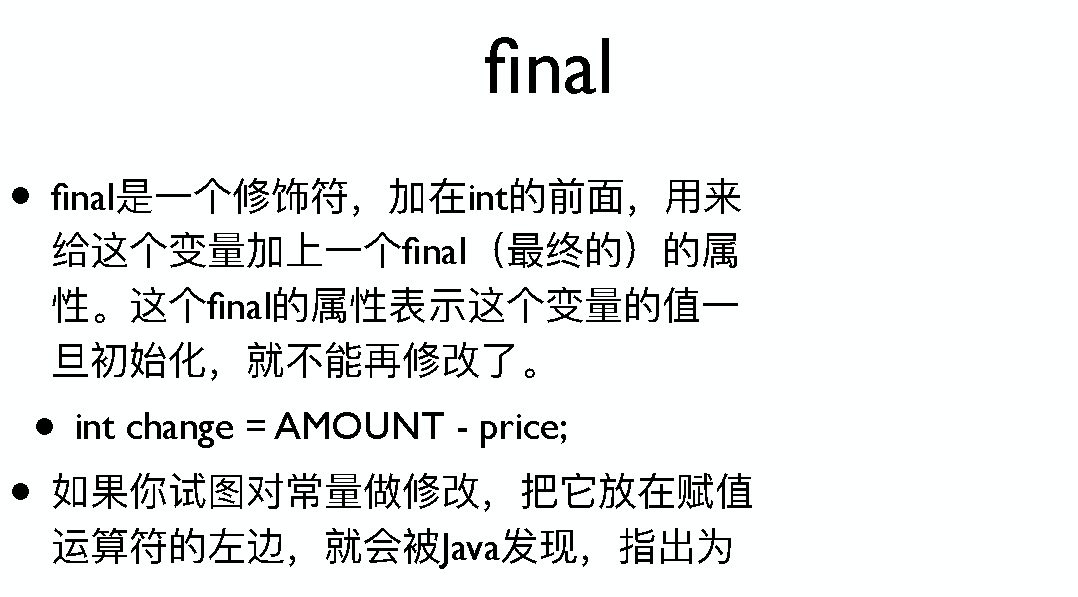 final
• final是一个修饰符，加在int的前面，用来
给这个变量加上一个final（最终的）的属
性。这个final的属性表示这个变量的值一
旦初始化，就不能再修改了。
• int change = AMOUNT - price;
• 如果你试图对常量做修改，把它放在赋值
运算符的左边，就会被Java发现，指出为